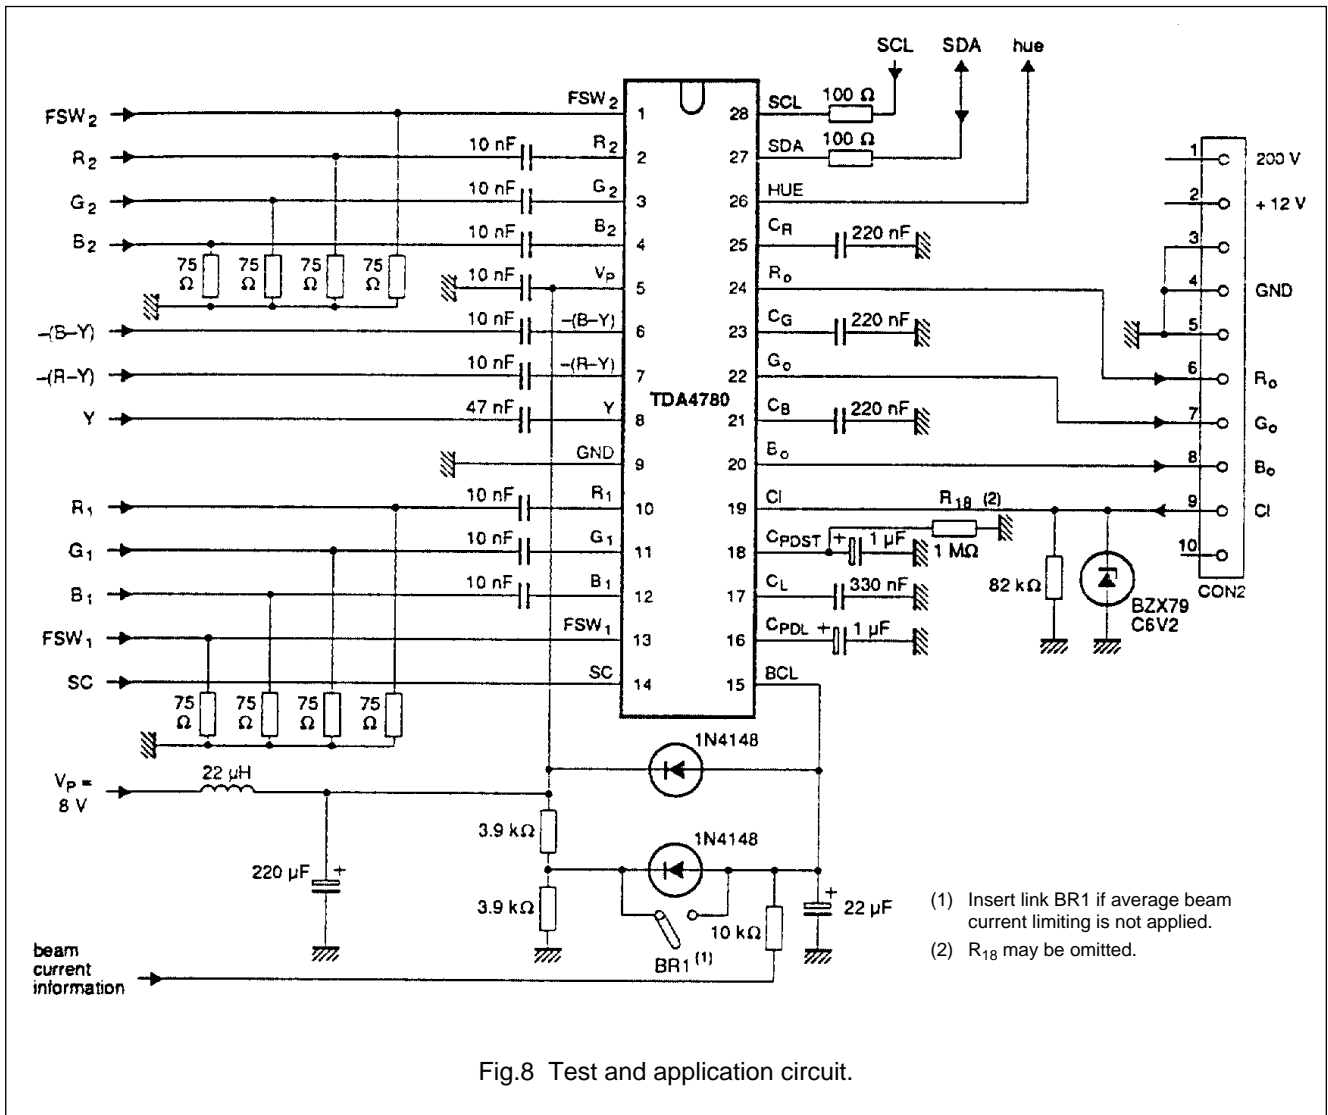 SCL SDA hue
FSW2 FSW2 1 28 SCL 100 Ω
R2 10 nF R2 2 27 SDA 100 Ω
G2 10 nF G2 3 26 HUE
B2 10 nF B2 4 25 CR 220 nF
75 Ω 75 Ω 75 Ω 75 Ω
10 nF VP 5 24 Ro
–(B–Y) 10 nF –(B–Y) 6 23 CG 220 nF
–(R–Y) 10 nF –(R–Y) 7 22 Go
TDA4780
Y 47 nF Y 8 21 CB 220 nF
GND 9 20 Bo
R1 10 nF R1 10 19 CI
R18 (2)
1 MΩ
G1 10 nF G1 11 18 CPDST + 1 µF
B1 10 nF B1 12 17 CL 330 nF
FSW1 FSW1 13 16 CPDL + 1 µF
SC SC 14 15 BCL
75 Ω 75 Ω 75 Ω 75 Ω
1 200 V
2 + 12 V
3
4 GND
5
6 Ro
7 Go
8 Bo
9 CI
10
CON2
82 kΩ
BZX79
C6V2
1N4148
VP =
8 V
22 µH
3.9 kΩ
1N4148
220 µF +
3.9 kΩ
BR1 (1)
10 kΩ
+
22 µF
beam
current
information
(1) Insert link BR1 if average beam
current limiting is not applied.
(2) R18 may be omitted.
Fig.8 Test and application circuit.